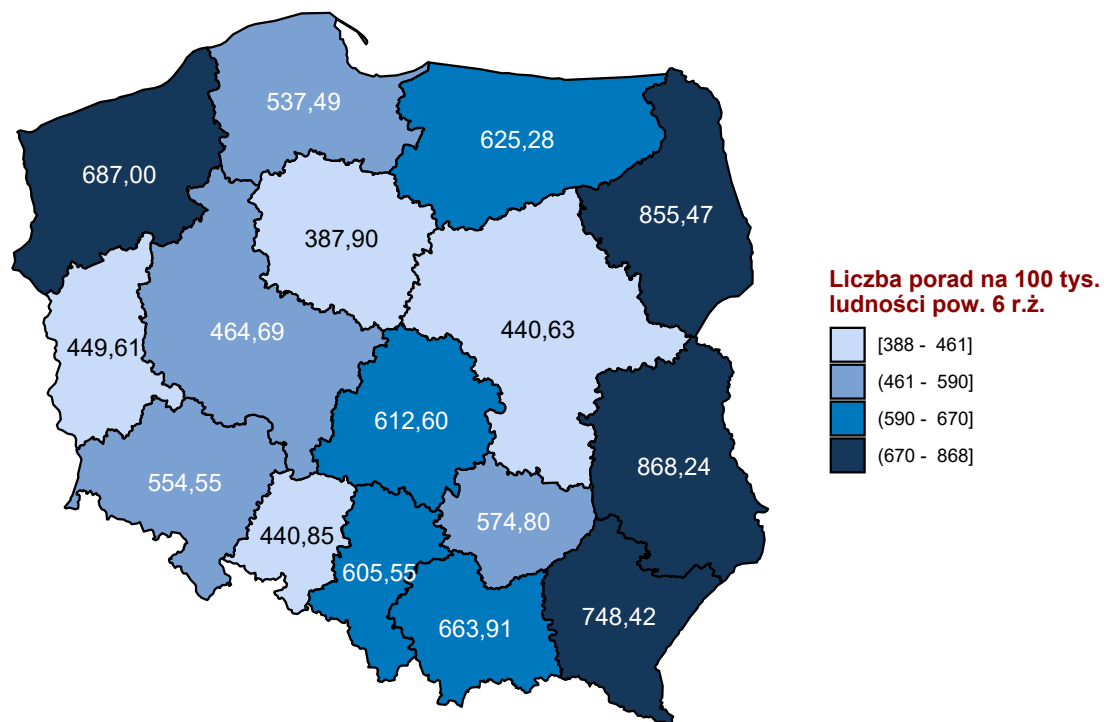 537,49
625,28
687,00
855,47
387,90
464,69
440,63
449,61
612,60
868,24
554,55
574,80
440,85
605,55
748,42
663,91
Liczba porad na 100 tys.
ludności pow. 6 r.ż.
[388 - 461]
(461 - 590]
(590 - 670]
(670 - 868]